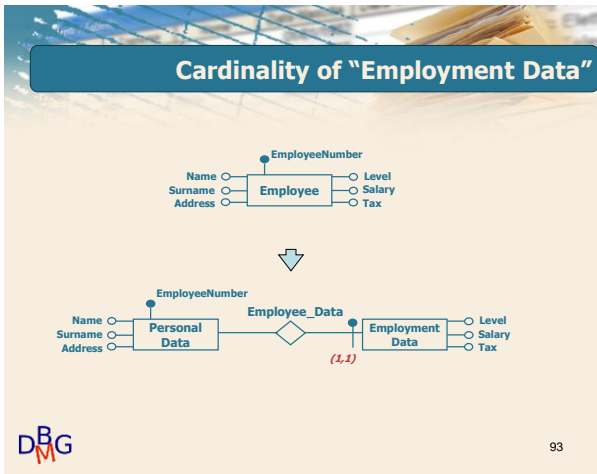 Cardinality of “Employment Data”
EmployeeNumber
Name
Level
Surname
Employee
Salary
Address
Tax
EmployeeNumber
Employee_Data
Name
Personal
Data
Employment
Data
Level
Surname
Salary
Address
Tax
(1,1)
DBMG
93